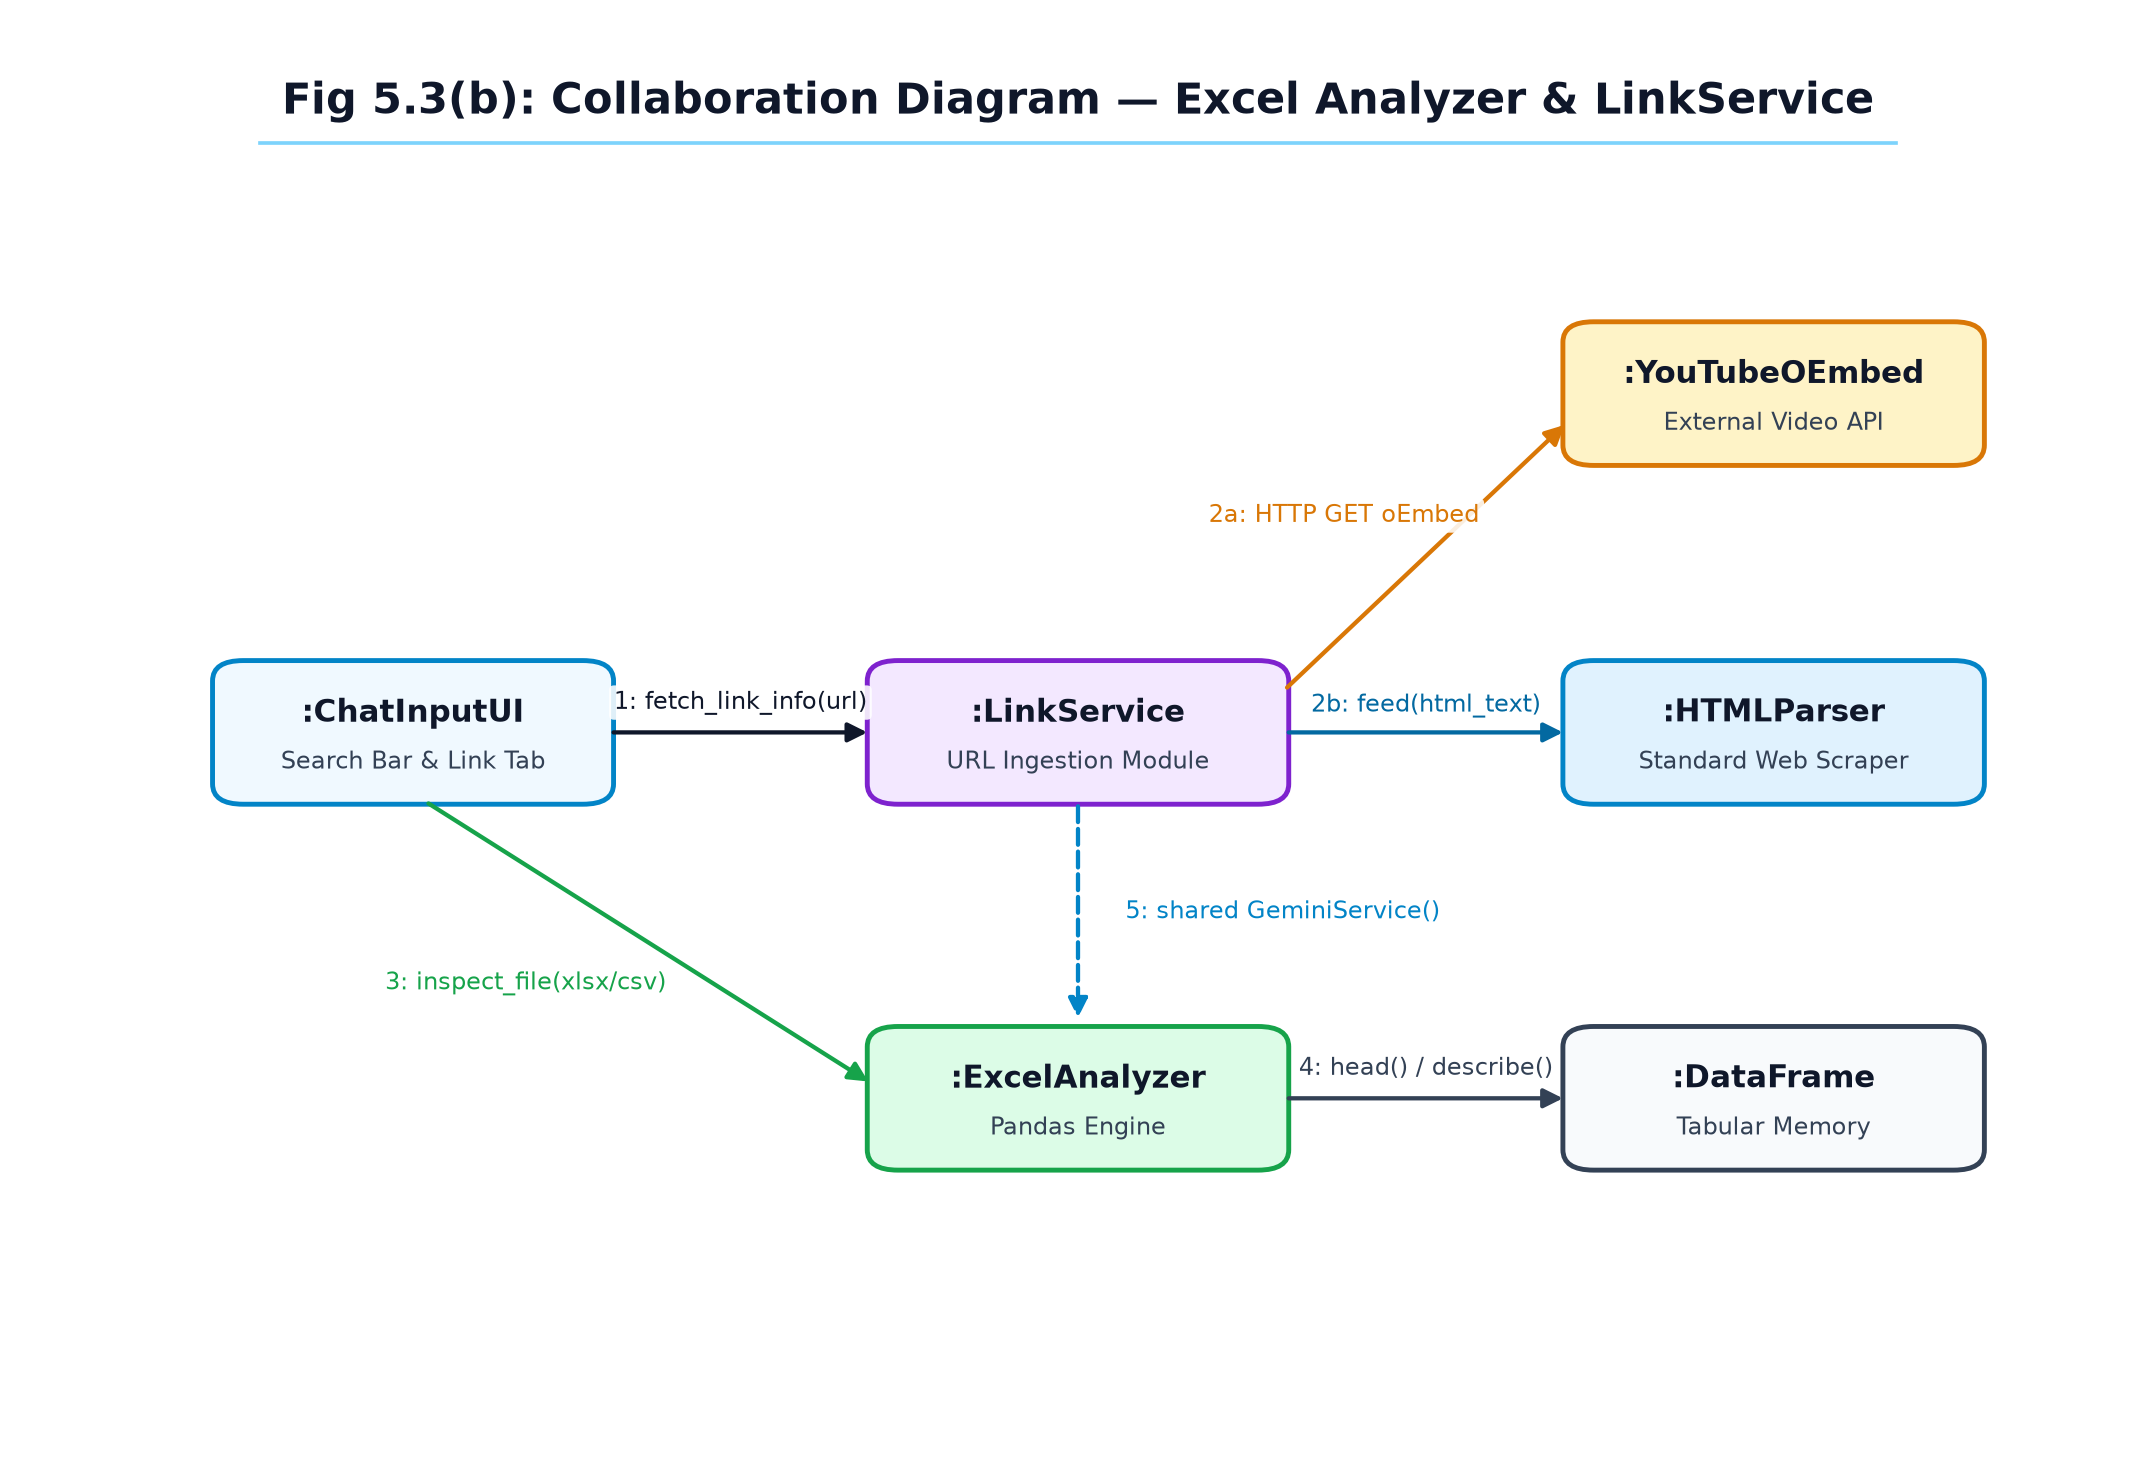 Fig 5.3(b): Collaboration Diagram — Excel Analyzer & LinkService
:YouTubeOEmbed
External Video API
2a: HTTP GET oEmbed
:ChatInputUI
Search Bar & Link Tab
1: fetch_link_info(url)
:LinkService
URL Ingestion Module
2b: feed(html_text)
:HTMLParser
Standard Web Scraper
5: shared GeminiService()
3: inspect_file(xlsx/csv)
:ExcelAnalyzer
Pandas Engine
4: head() / describe()
:DataFrame
Tabular Memory